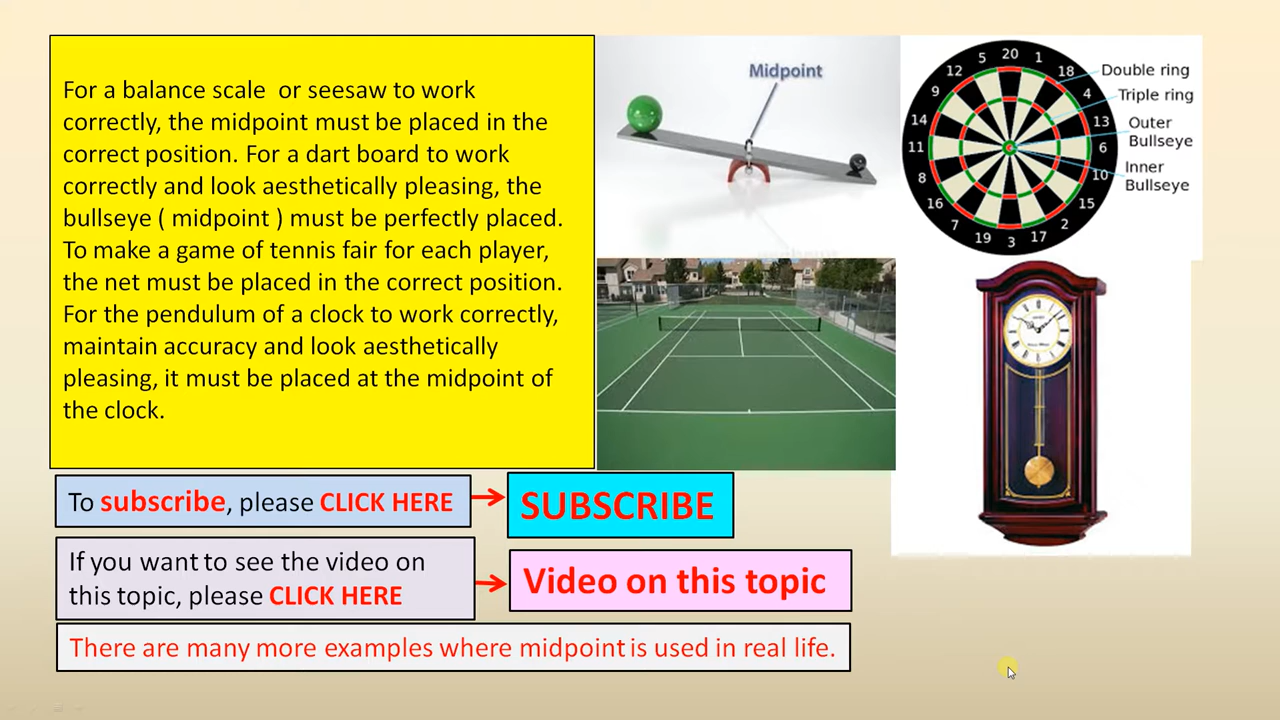 For a balance scale  or seesaw to work
correctly, the midpoint must be placed in the
correct position. For a dart board to work
correctly and look aesthetically pleasing, the
bullseye ( midpoint ) must be perfectly placed.
To make a game of tennis fair for each player,
the net must be placed in the correct position.
For the pendulum of a clock to work correctly,
maintain accuracy and look aesthetically
pleasing, it must be placed at the midpoint of
the clock.
Midpoint
20
1
18
4
13
6
10
15
2
17
3
19
7
16
8
11
14
9
12
5
Double ring
Triple ring
Outer
Bullseye
Inner
Bullseye
To subscribe, please CLICK HERE
SUBSCRIBE
If you want to see the video on
this topic, please CLICK HERE
Video on this topic
There are many more examples where midpoint is used in real life.